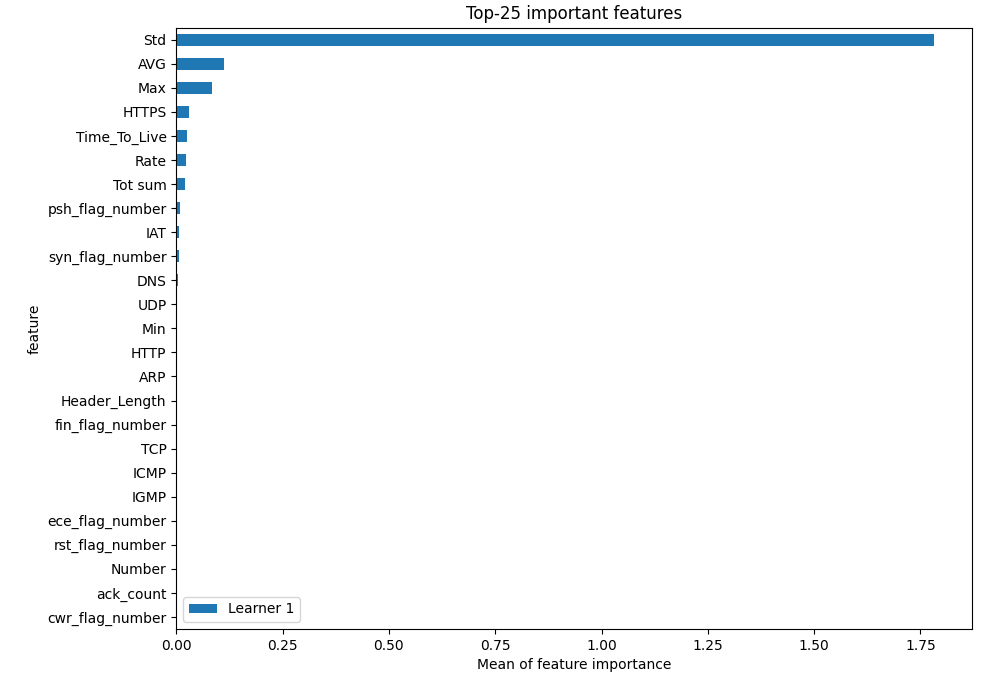 Top-25 important features
Std
AVG
Max
HTTPS
Time_To_Live
Rate
Tot sum
psh_flag_number
IAT
syn_flag_number
DNS
UDP
Min
HTTP
ARP
Header_Length
fin_flag_number
TCP
ICMP
IGMP
ece_flag_number
rst_flag_number
Number
ack_count
cwr_flag_number
feature
Learner 1
0.00 0.25 0.50 0.75 1.00 1.25 1.50 1.75
Mean of feature importance